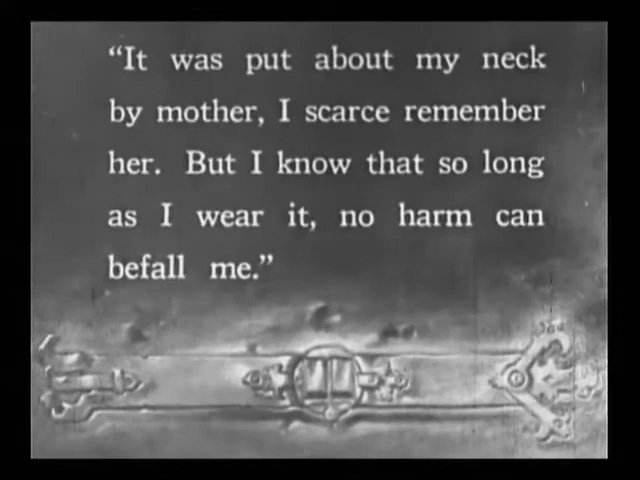 “It was put about my neck
by mother, I scarce remember
her. But I know that so long
as I wear it, no harm can
befall me.”